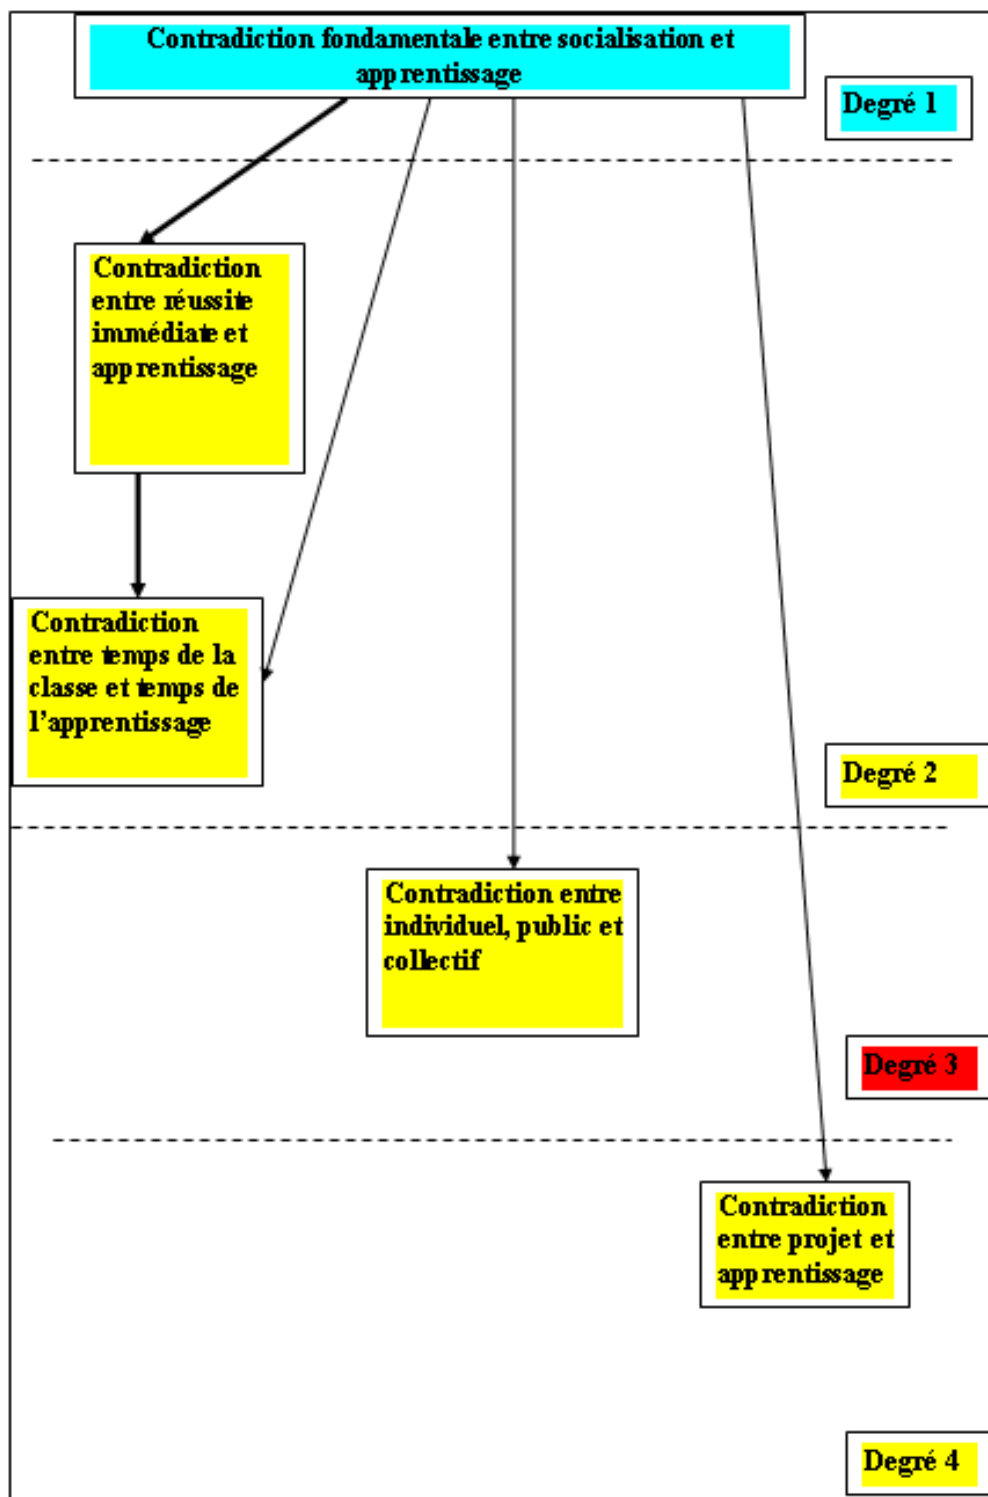 Contradiction fondamentale entre socialisation et
apprentissage
Degré 1
Contradiction
entre réussite
immédiate et
apprentissage
Contradiction
entre temps de la
classe et temps de
l'apprentissage
Degré 2
Contradiction entre
individuel, public et
collectif
Degré 3
Contradiction
entre projet et
apprentissage
Degré 4